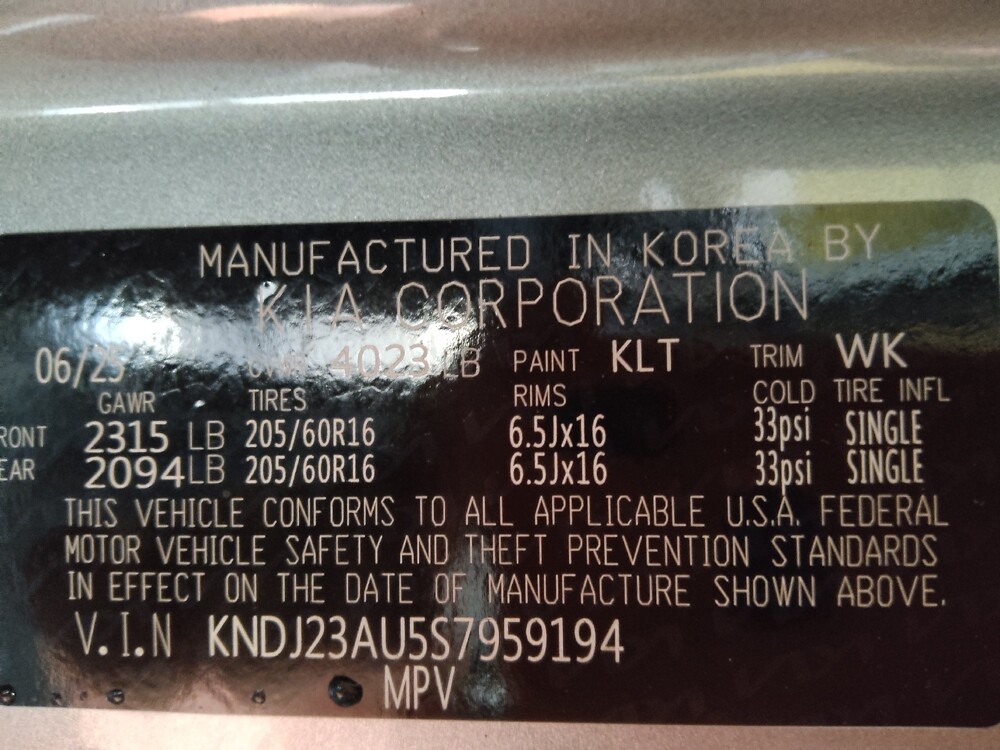 MANUFACTURED IN KOREA BY
KIA CORPORATION
06/25 GVWR 4023 LB PAINT KLT TRIM WK
GAWR TIRES RIMS COLD TIRE INFL
RONT 2315 LB 205/60R16 6.5Jx16 33psi SINGLE
EAR 2094 LB 205/60R16 6.5Jx16 33psi SINGLE
THIS VEHICLE CONFORMS TO ALL APPLICABLE U.S.A. FEDERAL
MOTOR VEHICLE SAFETY AND THEFT PREVENTION STANDARDS
IN EFFECT ON THE DATE OF MANUFACTURE SHOWN ABOVE.
V.I.N KNDJ23AU5S7959194
MPV